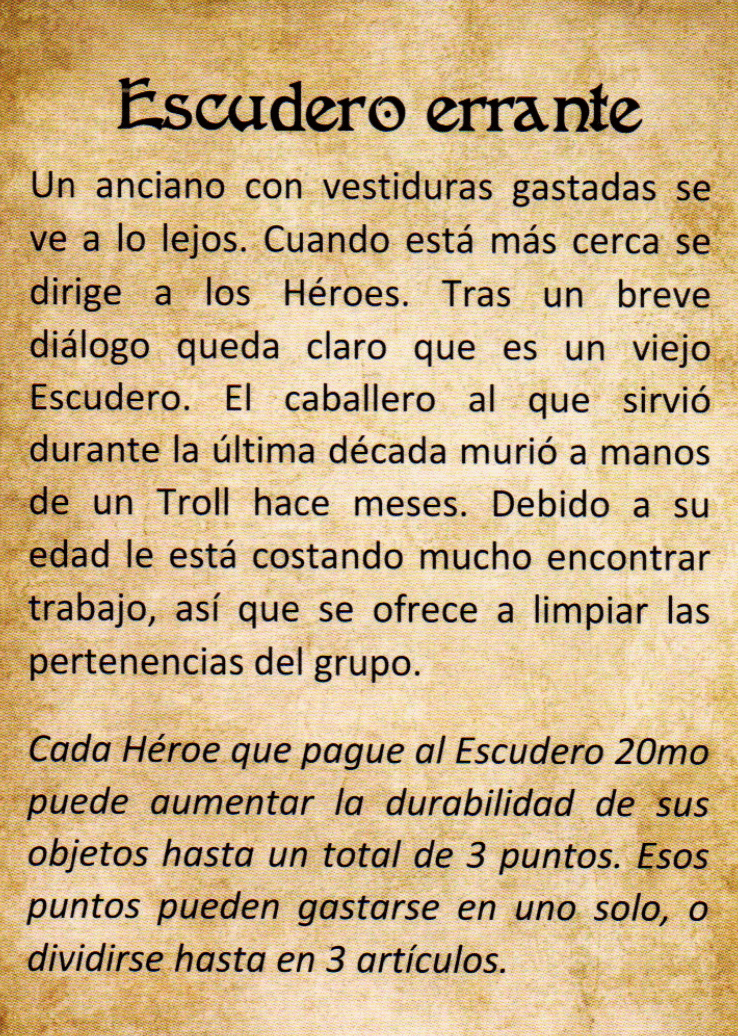 Escudero errante
Un anciano con vestiduras gastadas se
ve a lo lejos. Cuando está más cerca se
dirige a los Héroes. Tras un breve
diálogo queda claro que es un viejo
Escudero. El caballero al que sirvió
durante la última década murió a manos
de un Troll hace meses. Debido a su
edad le está costando mucho encontrar
trabajo, así que se ofrece a limpiar las
pertenencias del grupo.
Cada Héroe que pague al Escudero 20mo
puede aumentar la durabilidad de sus
objetos hasta un total de 3 puntos. Esos
puntos pueden gastarse en uno solo, o
dividirse hasta en 3 artículos.